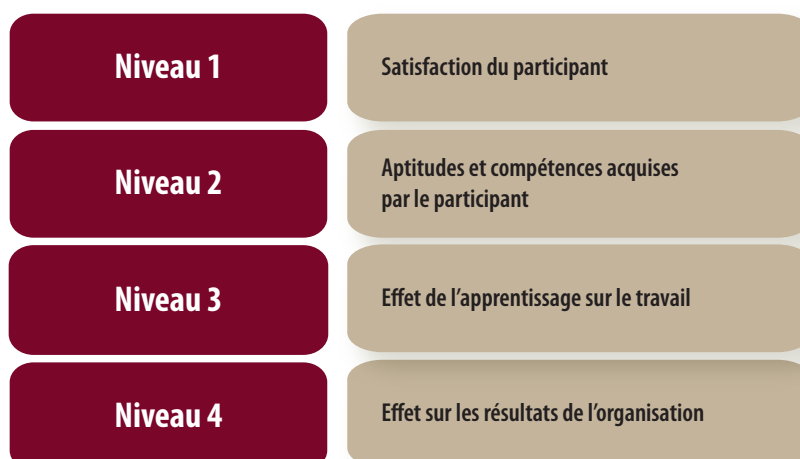 Niveau 1
Satisfaction du participant
Niveau 2
Aptitudes et compétences acquises
par le participant
Niveau 3
Effet de l’apprentissage sur le travail
Niveau 4
Effet sur les résultats de l’organisation